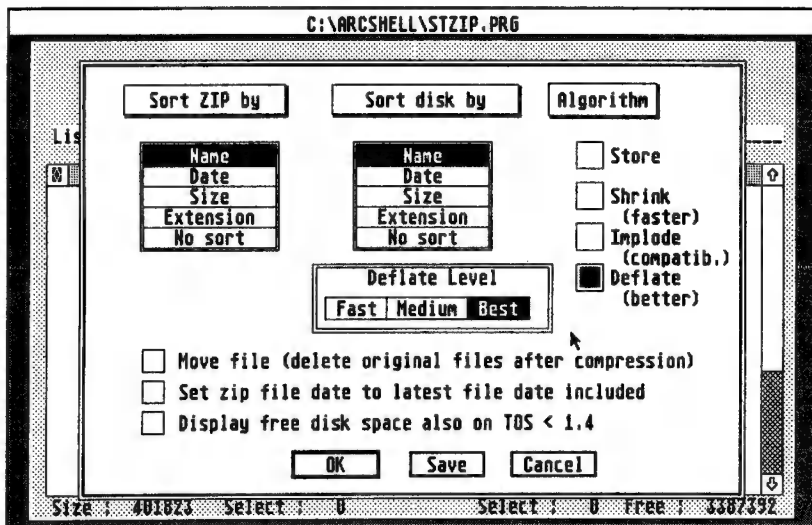 C:\ARCSHELL\STZIP.PRG
Sort ZIP by Sort disk by Algorithm
Lis
Name Name Store
Date Date
Size Size Shrink
Extension Extension (faster)
No sort No sort Implode
(compatib.)
Deflate Level Deflate
Fast Medium Best (better)
Move file (delete original files after compression)
Set zip file date to latest file date included
Display free disk space also on TOS < 1.4
OK Save Cancel
Size : 401823 Select : 0 Select : 0 Free : 3387392